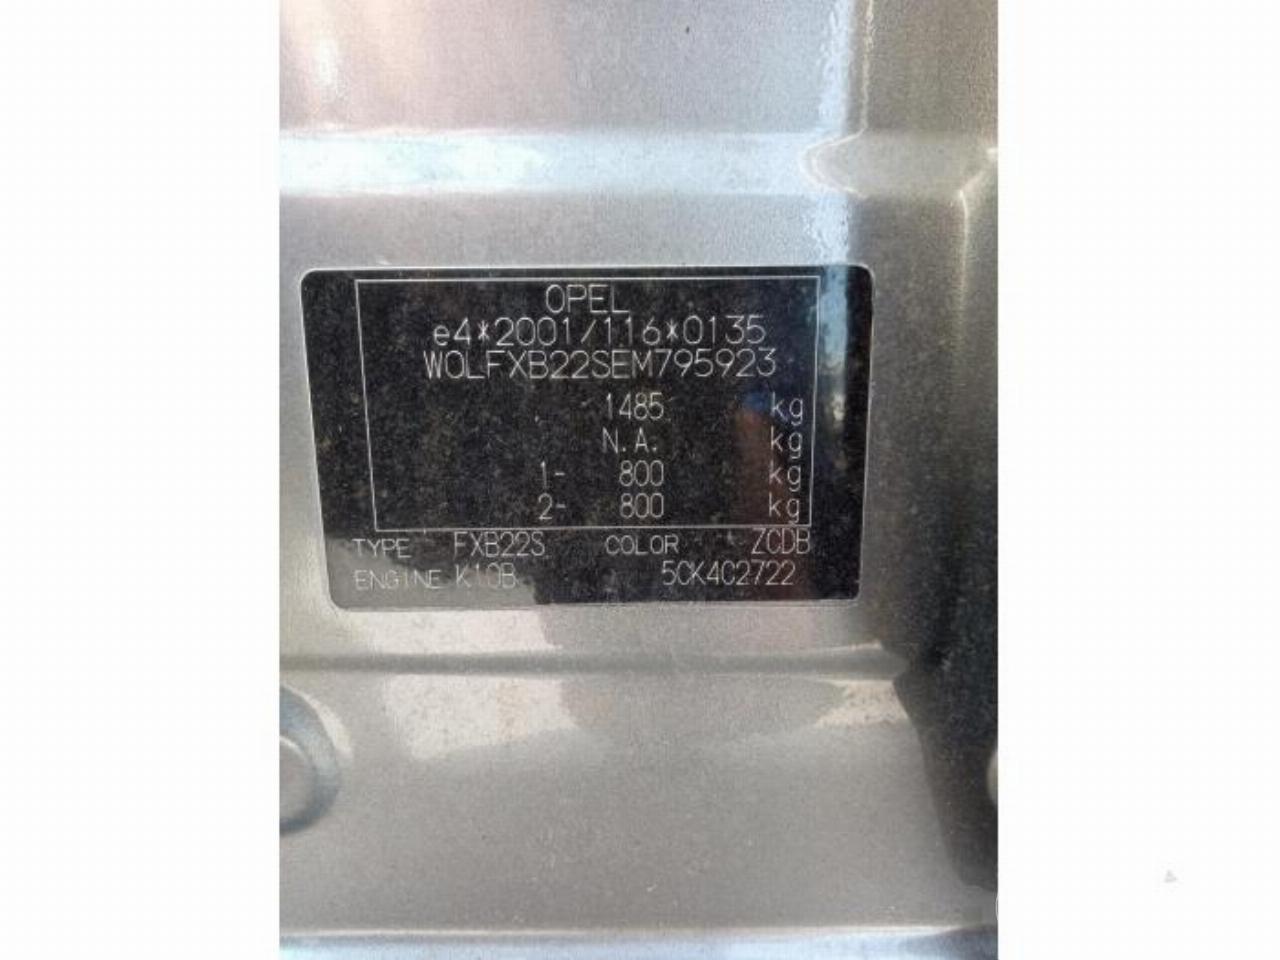 OPEL
e4*2001/116*0135
W0LFXB22SEM795923
1485 kg
N.A. kg
1- 800 kg
2- 800 kg
TYPE FXB22S COLOR ZCDB
ENGINE K10B 5CK4C2722